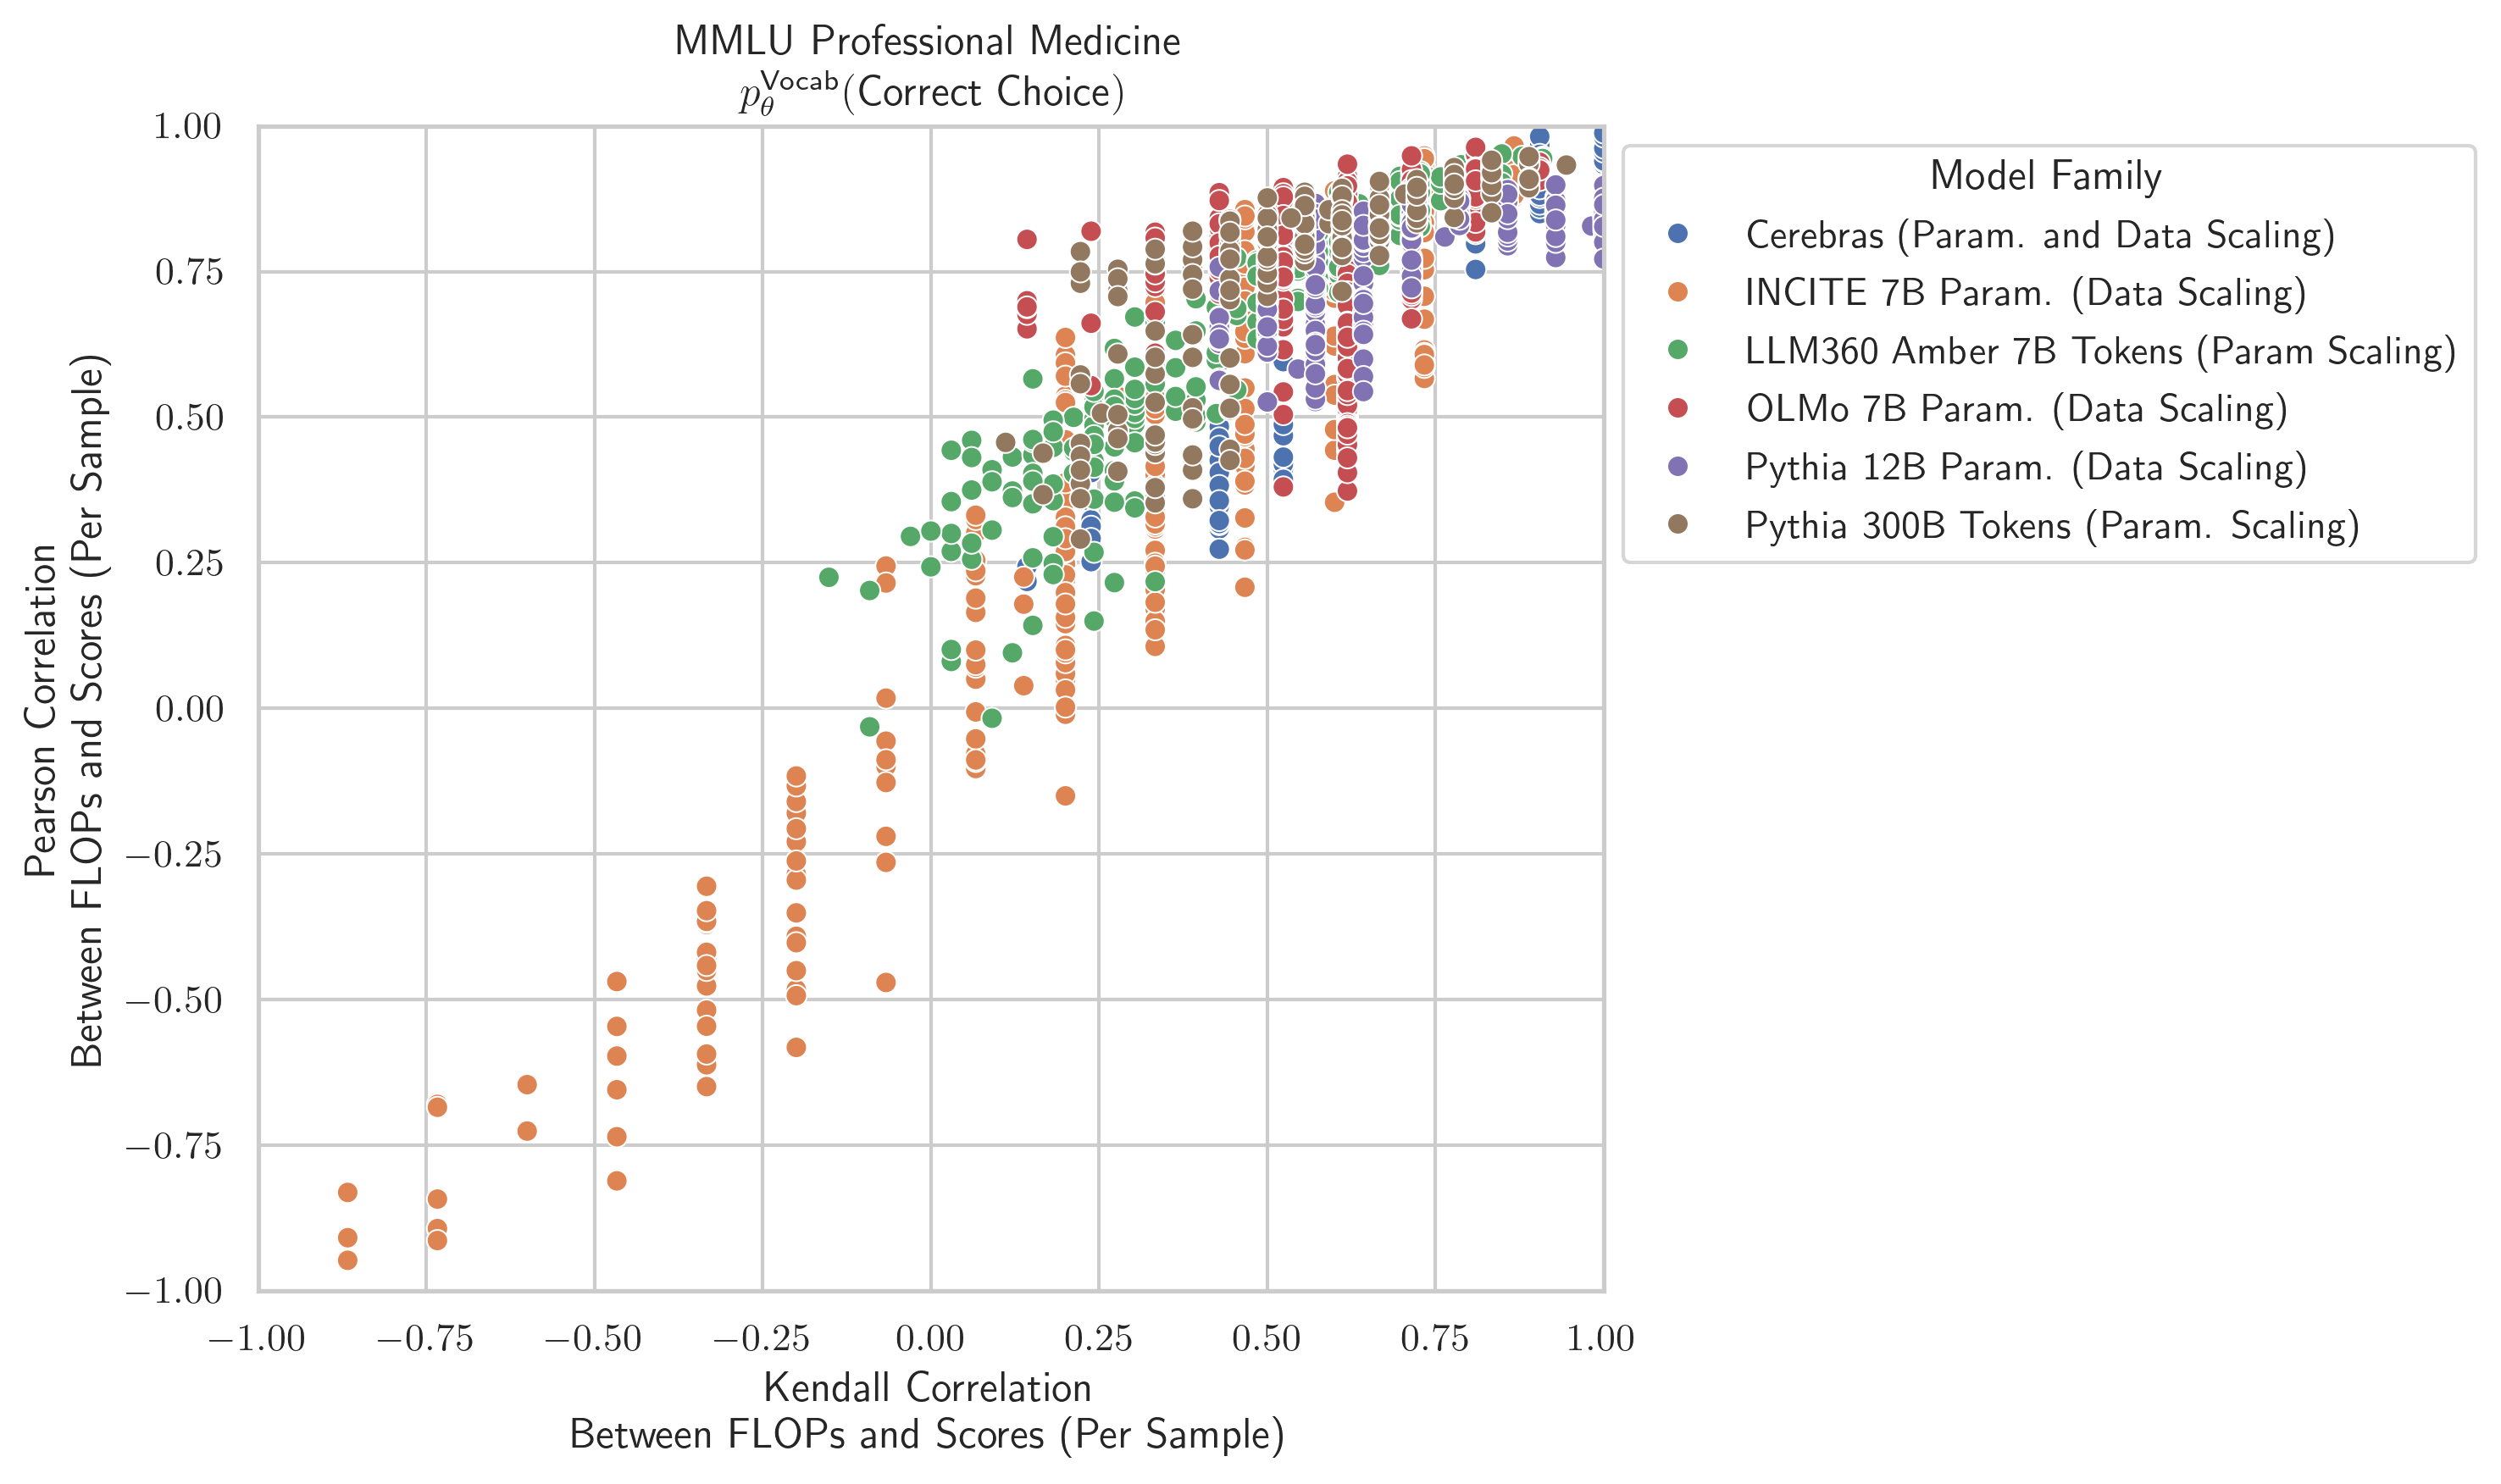 MMLU Professional Medicine
p_θ^Vocab(Correct Choice)
1.00
0.75
0.50
0.25
0.00
−0.25
−0.50
−0.75
−1.00
Pearson Correlation
Between FLOPs and Scores (Per Sample)
−1.00 −0.75 −0.50 −0.25 0.00 0.25 0.50 0.75 1.00
Kendall Correlation
Between FLOPs and Scores (Per Sample)
Model Family
Cerebras (Param. and Data Scaling)
INCITE 7B Param. (Data Scaling)
LLM360 Amber 7B Tokens (Param Scaling)
OLMo 7B Param. (Data Scaling)
Pythia 12B Param. (Data Scaling)
Pythia 300B Tokens (Param. Scaling)